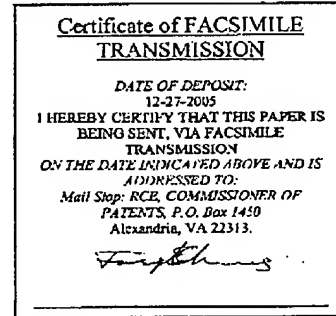 Certificate of FACSIMILE
TRANSMISSION
DATE OF DEPOSIT:
12-27-2005
I HEREBY CERTIFY THAT THIS PAPER IS
BEING SENT, VIA FACSIMILE
TRANSMISSION
ON THE DATE INDICATED ABOVE AND IS
ADDRESSED TO:
Mail Stop: RCE, COMMISSIONER OF
PATENTS, P.O. Box 1450
Alexandria, VA 22313.